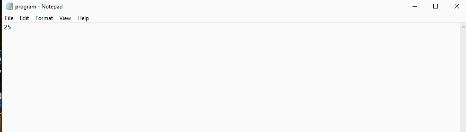 program - Notepad
File Edit Format View Help
25